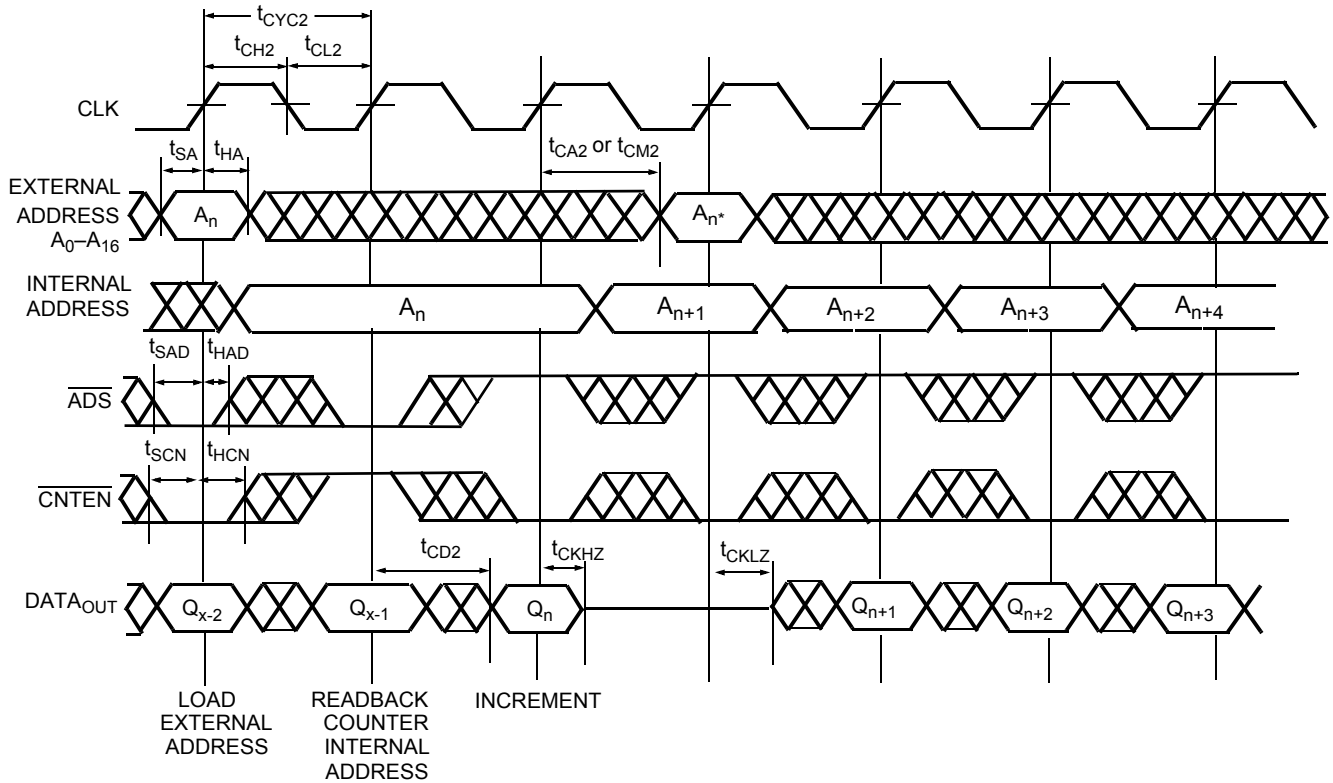 tCYC2
tCH2 tCL2
CLK
tSA tHA
tCA2 or tCM2
EXTERNAL
ADDRESS
A0–A16
An
An*
INTERNAL
ADDRESS
An An+1 An+2 An+3 An+4
tSAD tHAD
ADS
tSCN tHCN
CNTEN
tCD2 tCKHZ tCKLZ
DATAOUT
Qx-2 Qx-1 Qn Qn+1 Qn+2 Qn+3
LOAD
EXTERNAL
ADDRESS
READBACK
COUNTER
INTERNAL
ADDRESS
INCREMENT